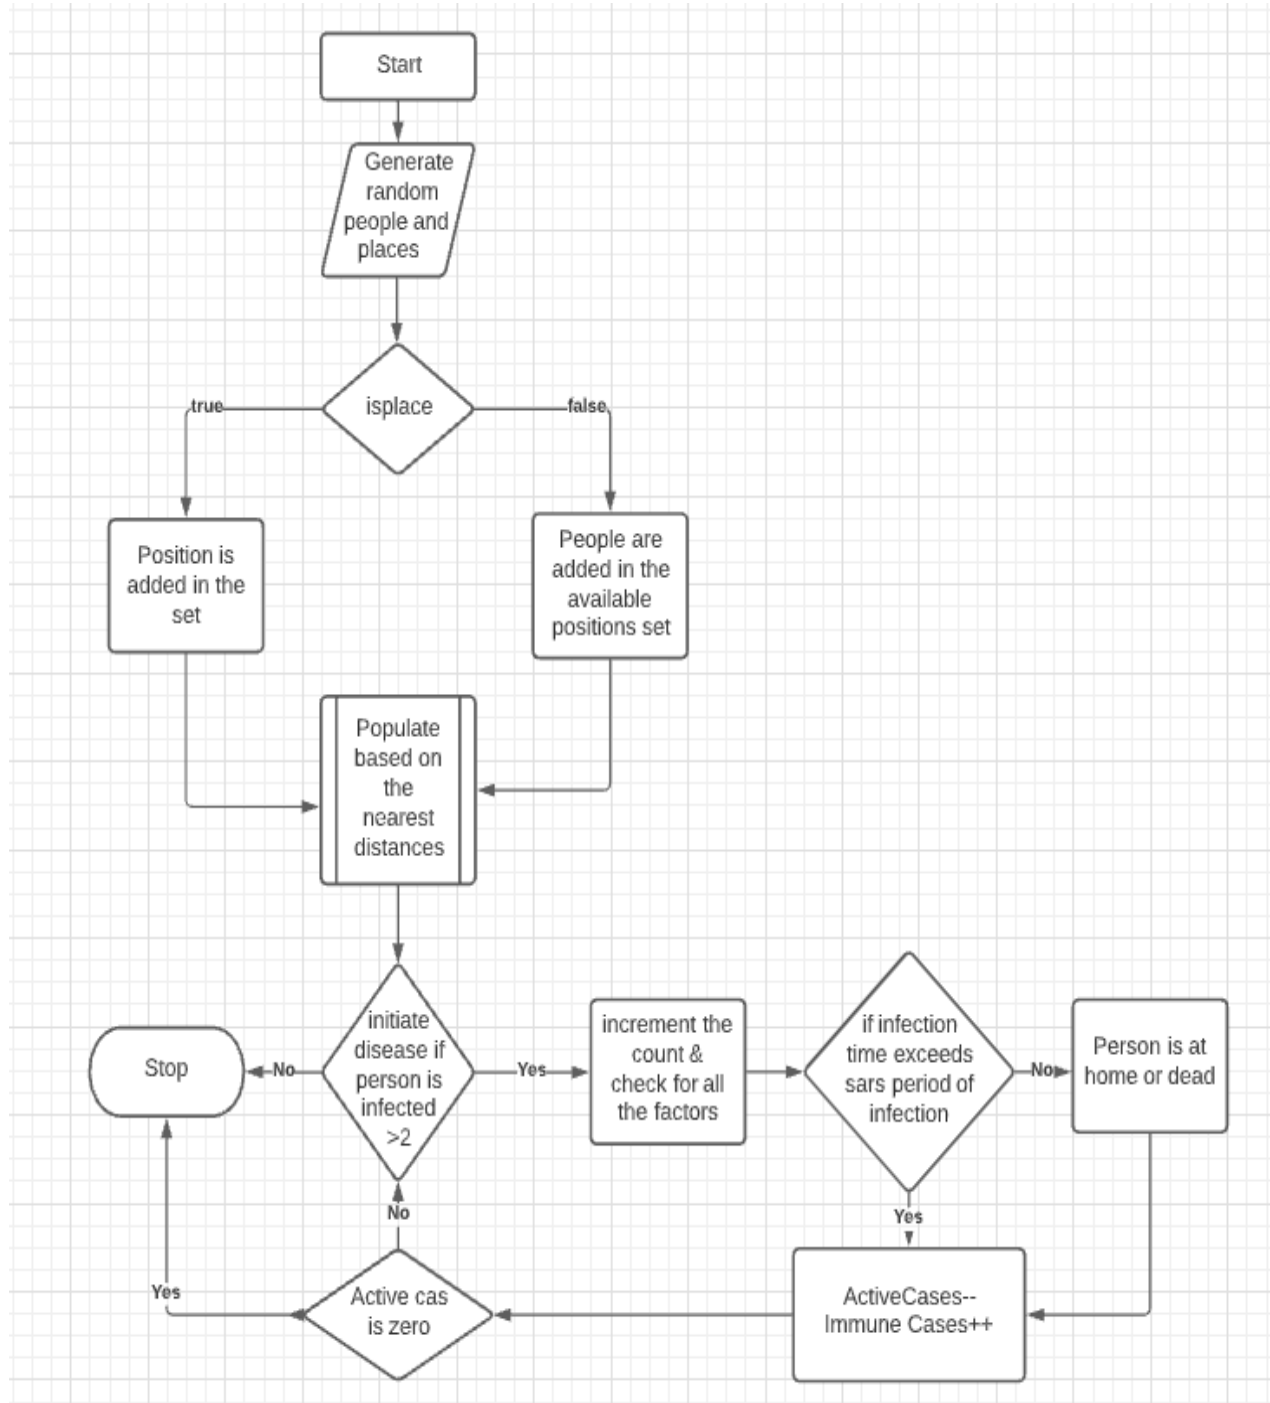 Start
Generate
random
people and
places
isplace
true
false
Position is
added in the
set
People are
added in the
available
positions set
Populate
based on
the
nearest
distances
initiate
disease if
person is
infected
>2
No
Stop
Yes
increment the
count &
check for all
the factors
if infection
time exceeds
sars period of
infection
No
Person is at
home or dead
Yes
ActiveCases--
Immune Cases++
Active cas
is zero
No
Yes